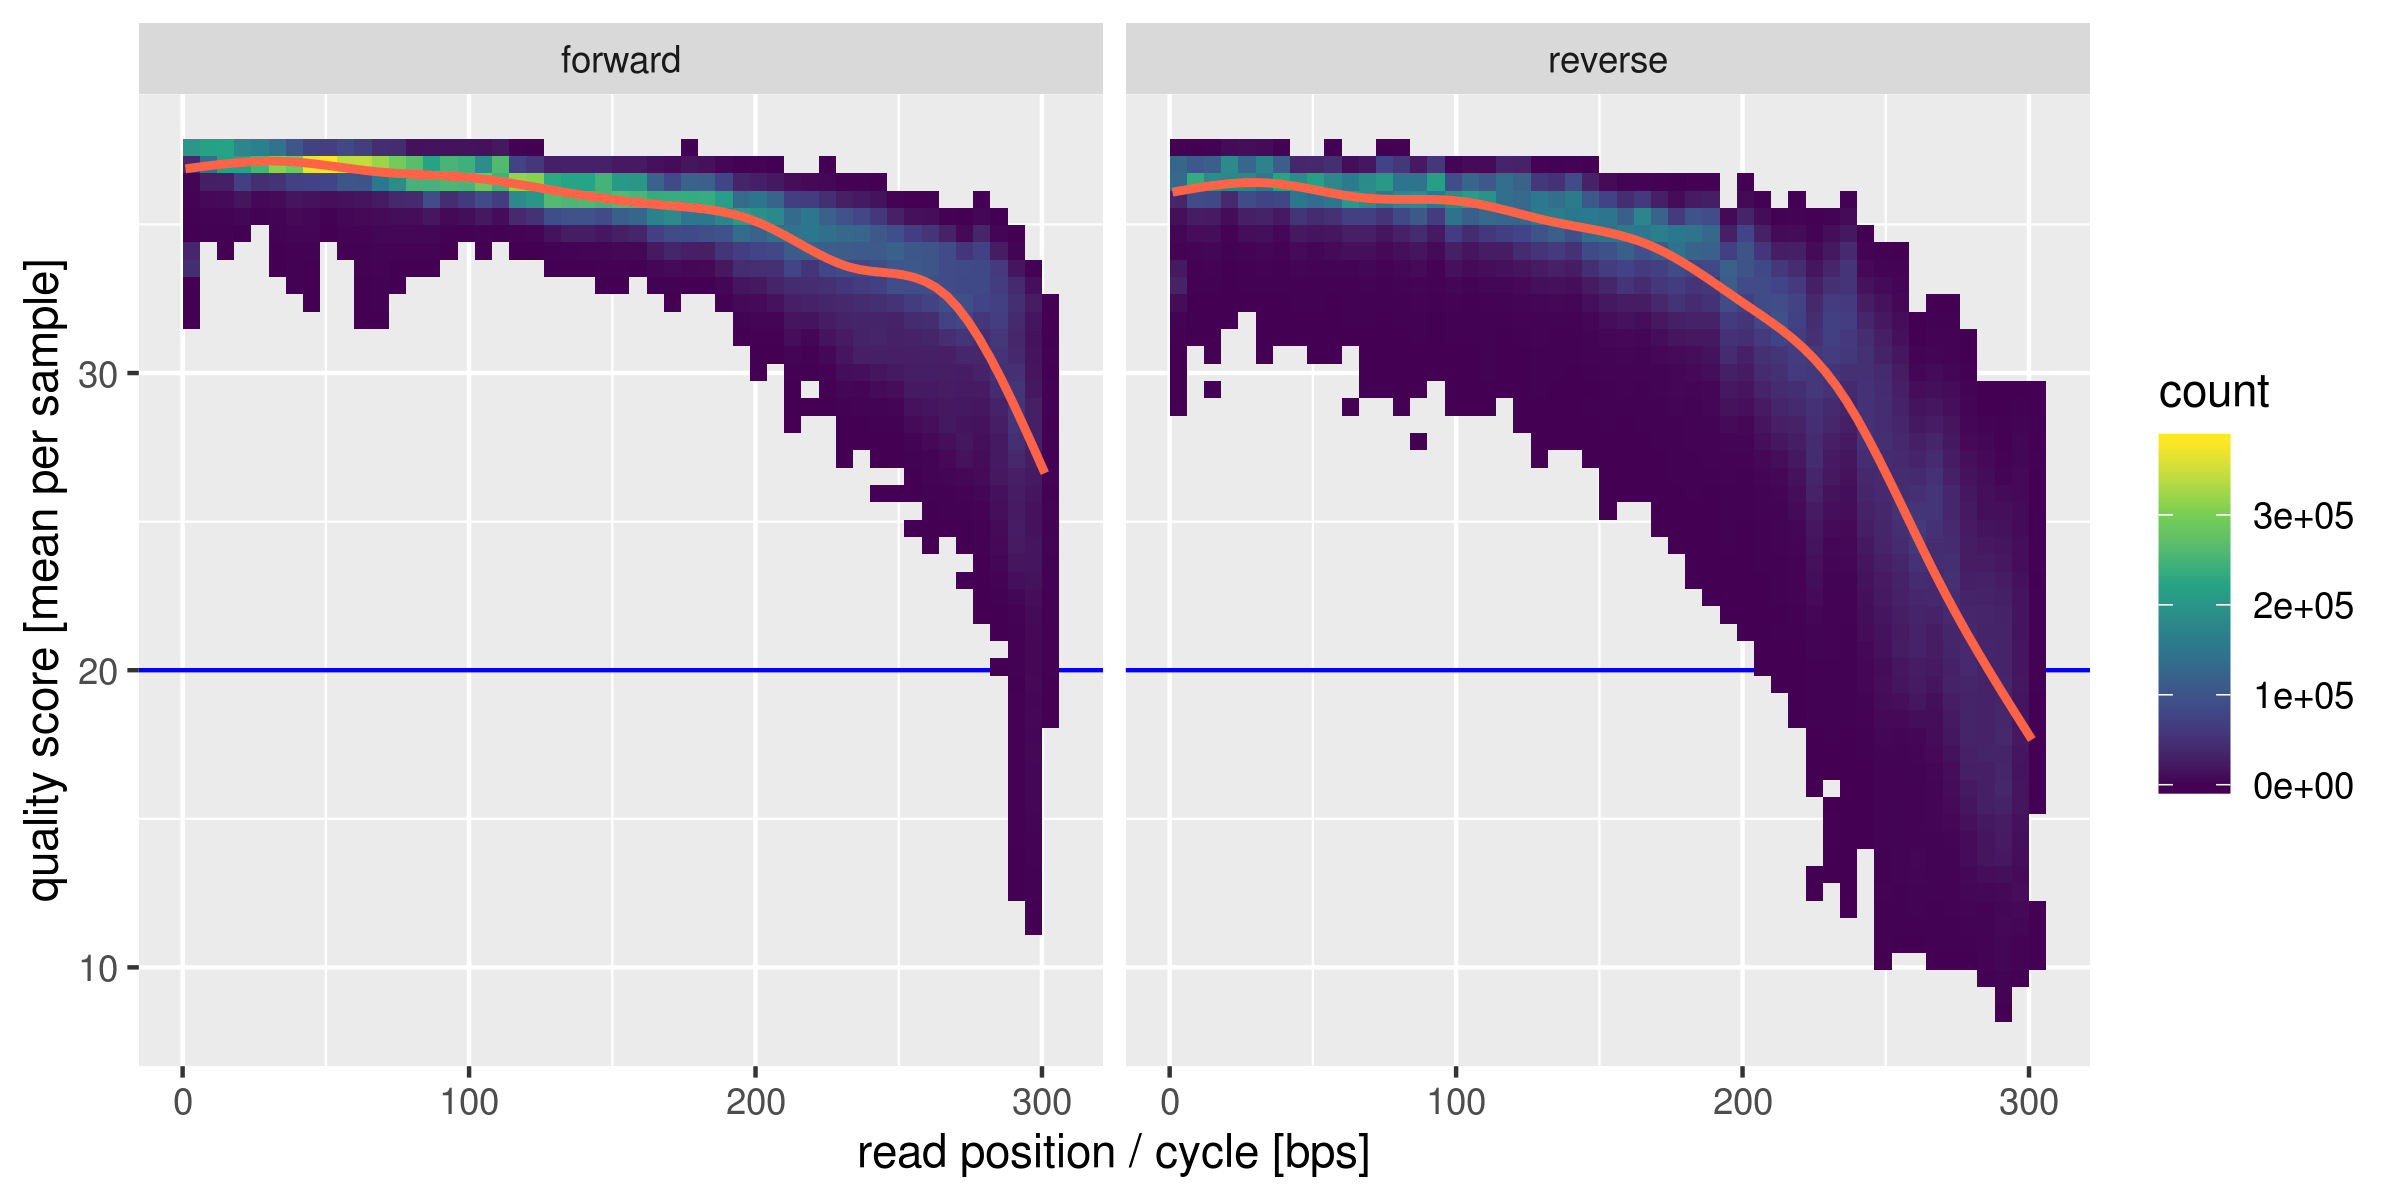 forward
reverse
quality score [mean per sample]
30
20
10
0
100
200
300
0
100
200
300
read position / cycle [bps]
count
3e+05
2e+05
1e+05
0e+00